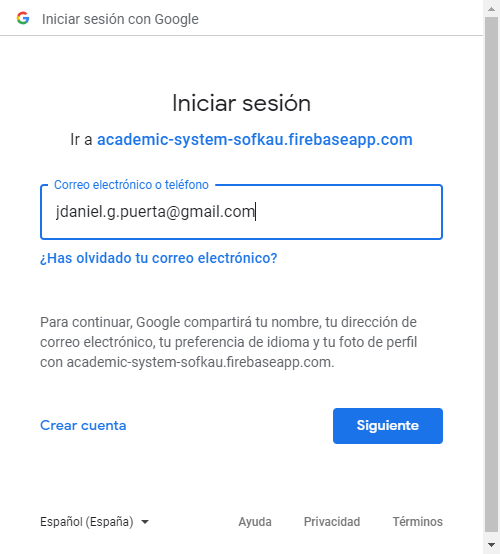 Iniciar sesión con Google
Iniciar sesión
Ir a academic-system-sofkau.firebaseapp.com
Correo electrónico o teléfono
jdaniel.g.puerta@gmail.com
¿Has olvidado tu correo electrónico?
Para continuar, Google compartirá tu nombre, tu dirección de
correo electrónico, tu preferencia de idioma y tu foto de perfil
con academic-system-sofkau.firebaseapp.com.
Crear cuenta
Siguiente
Español (España)
Ayuda
Privacidad
Términos